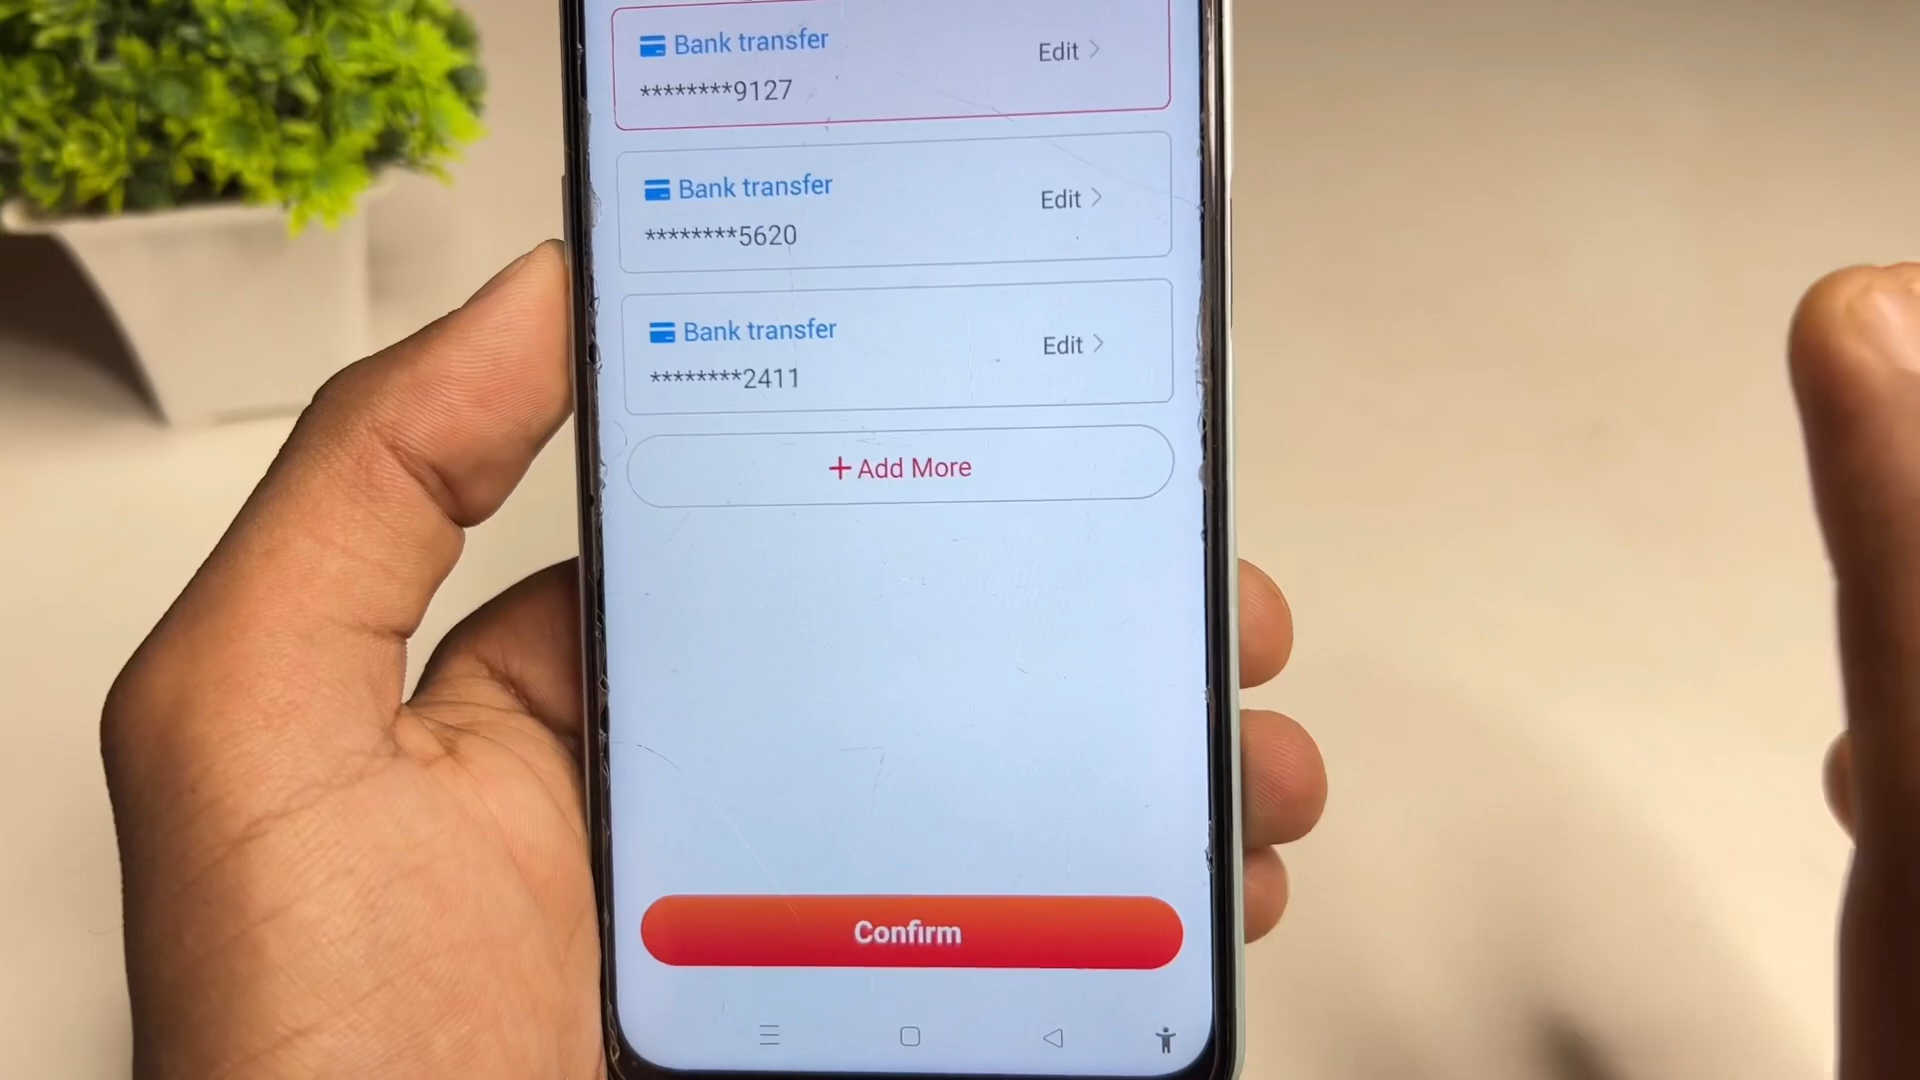 Bank transfer
Edit
********9127
Bank transfer
Edit
********5620
Bank transfer
Edit
********2411
+ Add More
Confirm